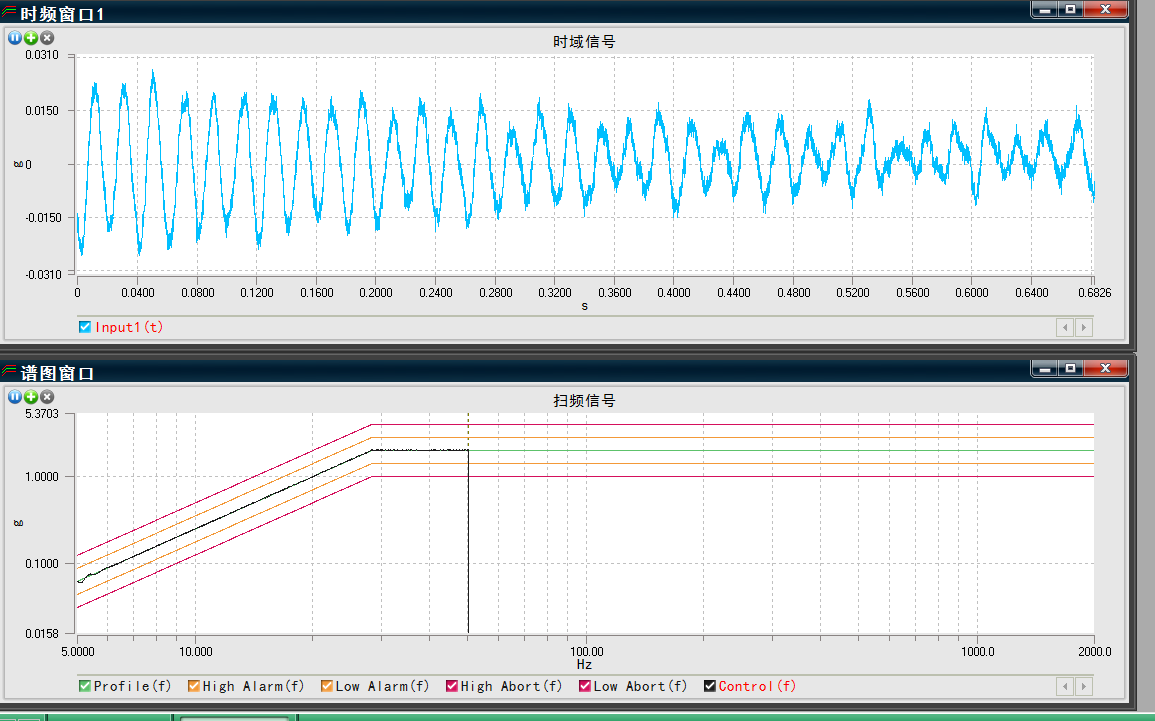 时频窗口1
时域信号
0.0310
0.0150
g 0
-0.0150
-0.0310
0 0.0400 0.0800 0.1200 0.1600 0.2000 0.2400 0.2800 0.3200 0.3600 0.4000 0.4400 0.4800 0.5200 0.5600 0.6000 0.6400 0.6826
s
Input1(t)
谱图窗口
扫频信号
5.3703
1.0000
g
0.1000
0.0158
5.0000 10.000 100.00 1000.0 2000.0
Hz
Profile(f) High Alarm(f) Low Alarm(f) High Abort(f) Low Abort(f) Control(f)